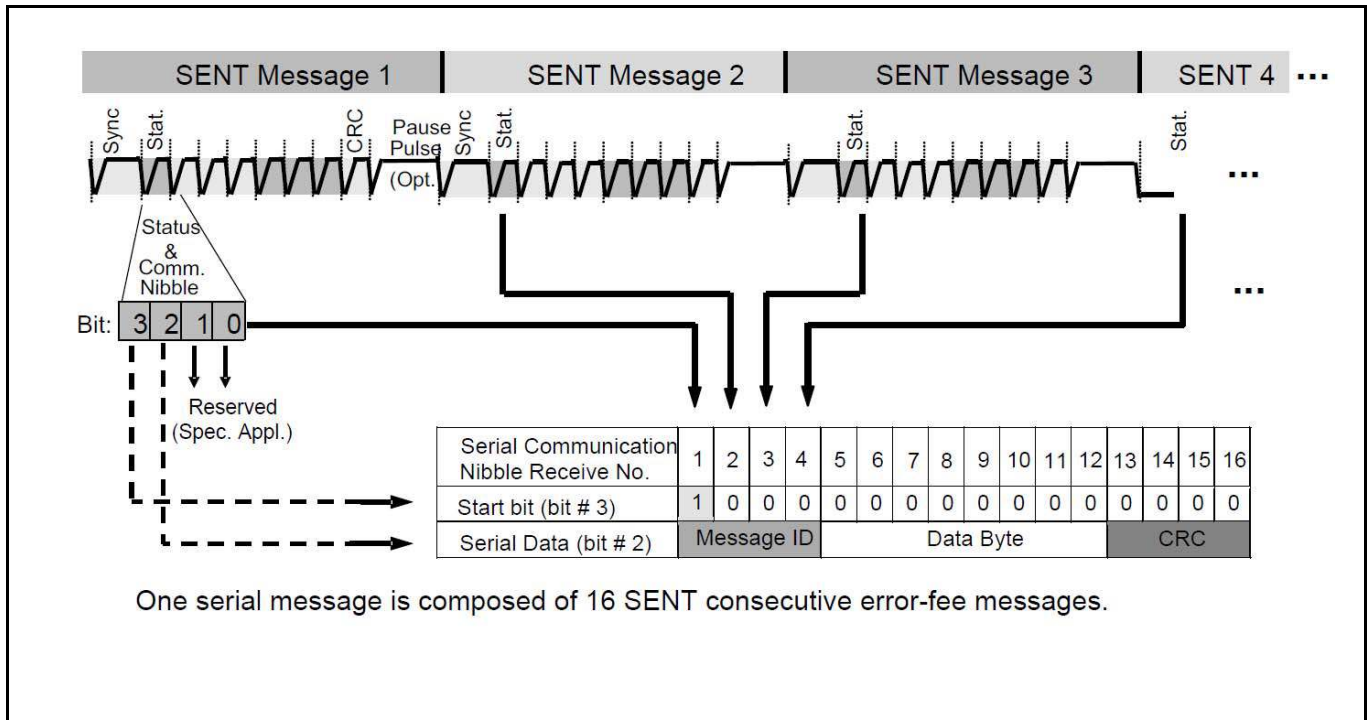 SENT Message 1 SENT Message 2 SENT Message 3 SENT 4 ...
Sync Stat. CRC Pause Pulse (Opt. Sync Stat. Stat. Stat.
...
Status
&
Comm.
Nibble
...
Bit: 3 2 1 0
Reserved
(Spec. Appl.)
Serial Communication
Nibble Receive No. 1 2 3 4 5 6 7 8 9 10 11 12 13 14 15 16
Start bit (bit # 3) 1 0 0 0 0 0 0 0 0 0 0 0 0 0 0 0
Serial Data (bit # 2) Message ID Data Byte CRC
One serial message is composed of 16 SENT consecutive error-fee messages.